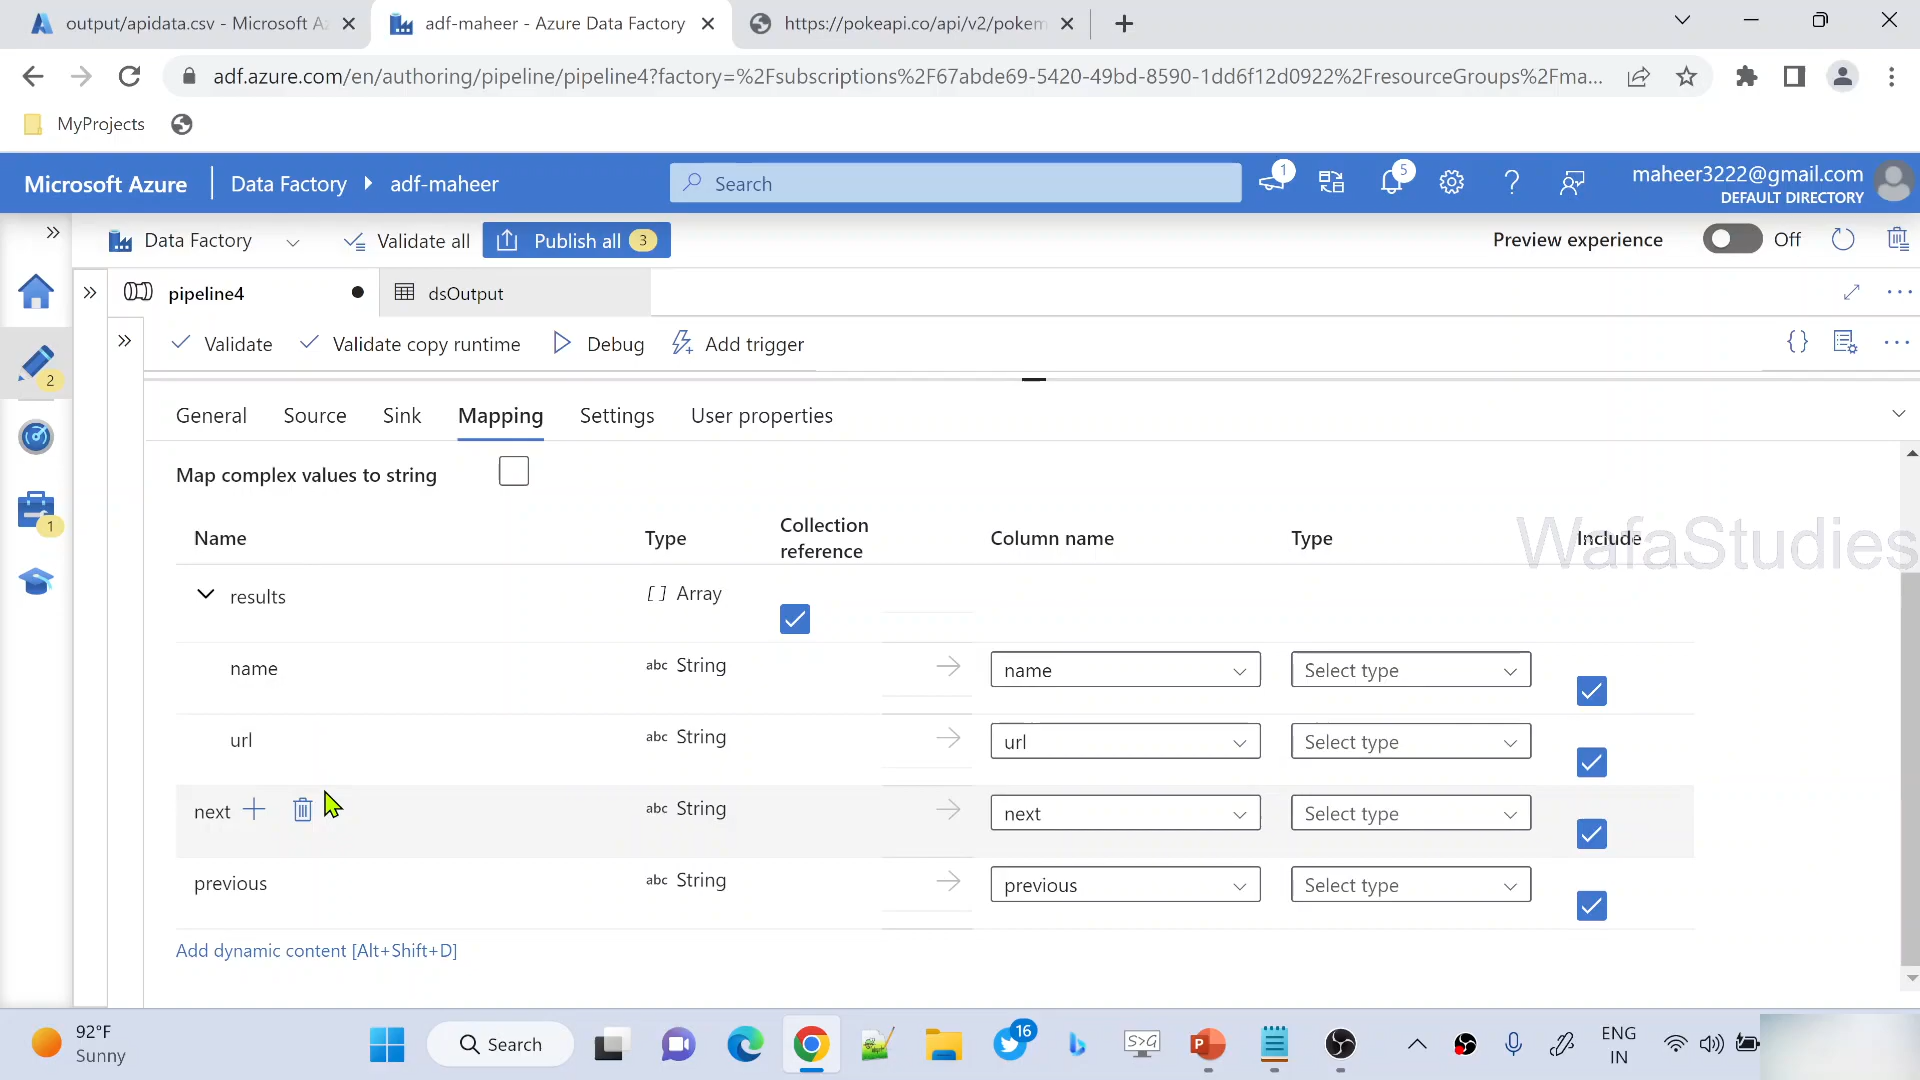 output/apidata.csv - Microsoft Az
adf-maheer - Azure Data Factory
https://pokeapi.co/api/v2/pokem
adf.azure.com/en/authoring/pipeline/pipeline4?factory=%2Fsubscriptions%2F67abde69-5420-49bd-8590-1dd6f12d0922%2FresourceGroups%2Fma...
MyProjects
Microsoft Azure
Data Factory
adf-maheer
Search
1
5
maheer3222@gmail.com
DEFAULT DIRECTORY
Data Factory
Validate all
Publish all 3
Preview experience
Off
pipeline4
dsOutput
2
Validate
Validate copy runtime
Debug
Add trigger
{}
General
Source
Sink
Mapping
Settings
User properties
1
Map complex values to string
Name
Type
Collection reference
Column name
Type
Include
WafaStudies
results
[ ] Array
name
abc String
name
Select type
url
abc String
url
Select type
next
abc String
next
Select type
previous
abc String
previous
Select type
Add dynamic content [Alt+Shift+D]
92°F
Sunny
Search
16
S>G
P
ENG
IN